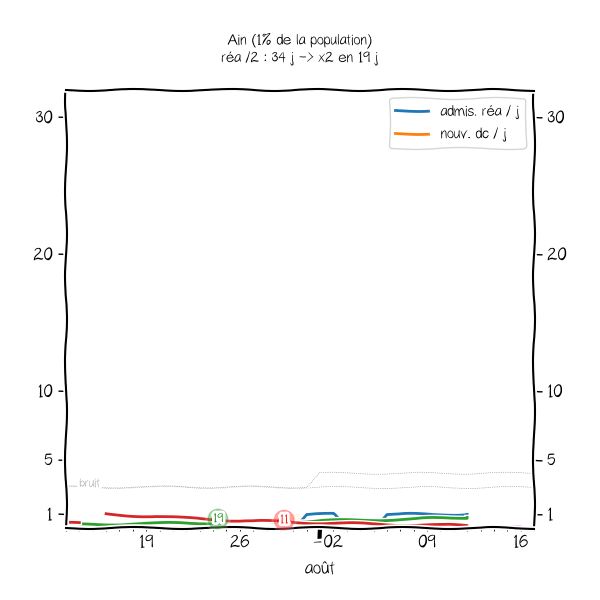 Ain (1% de la population)
réa /2 : 34 j -> x2 en 19 j
admis. réa / j
nouv. dc / j
30
30
20
20
10
10
5
5
bruit
1
19
11
1
19
26
02
09
16
août